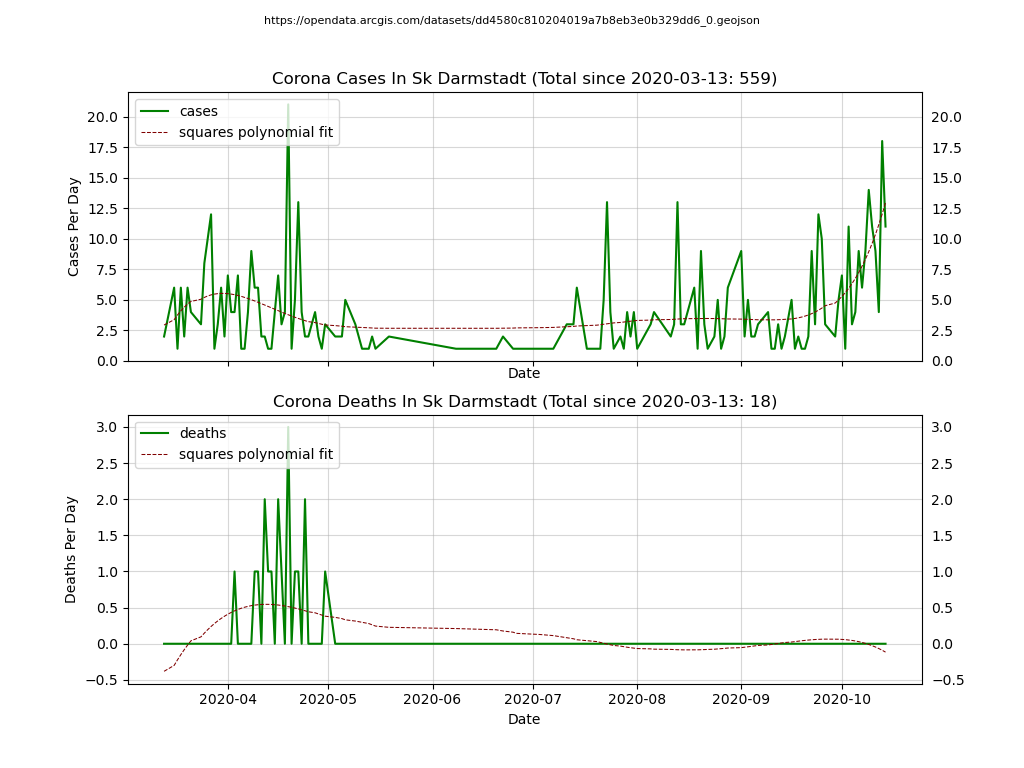 https://opendata.arcgis.com/datasets/dd4580c810204019a7b8eb3e0b329dd6_0.geojson
Corona Cases In Sk Darmstadt (Total since 2020-03-13: 559)
cases
squares polynomial fit
20.0
17.5
15.0
12.5
10.0
7.5
5.0
2.5
0.0
Cases Per Day
20.0
17.5
15.0
12.5
10.0
7.5
5.0
2.5
0.0
Date
Corona Deaths In Sk Darmstadt (Total since 2020-03-13: 18)
deaths
squares polynomial fit
3.0
2.5
2.0
1.5
1.0
0.5
0.0
−0.5
Deaths Per Day
3.0
2.5
2.0
1.5
1.0
0.5
0.0
−0.5
2020-04 2020-05 2020-06 2020-07 2020-08 2020-09 2020-10
Date